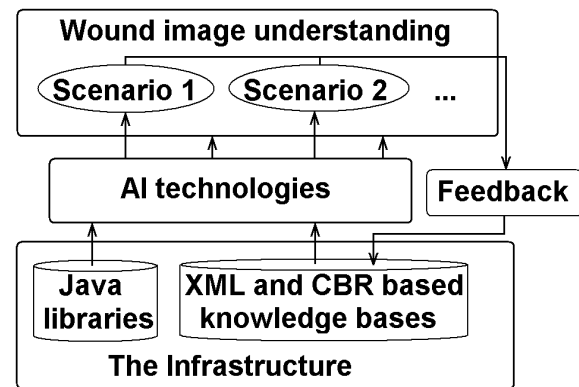 Wound image understanding
Scenario 1
Scenario 2
...
AI technologies
Feedback
Java
libraries
XML and CBR based
knowledge bases
The Infrastructure